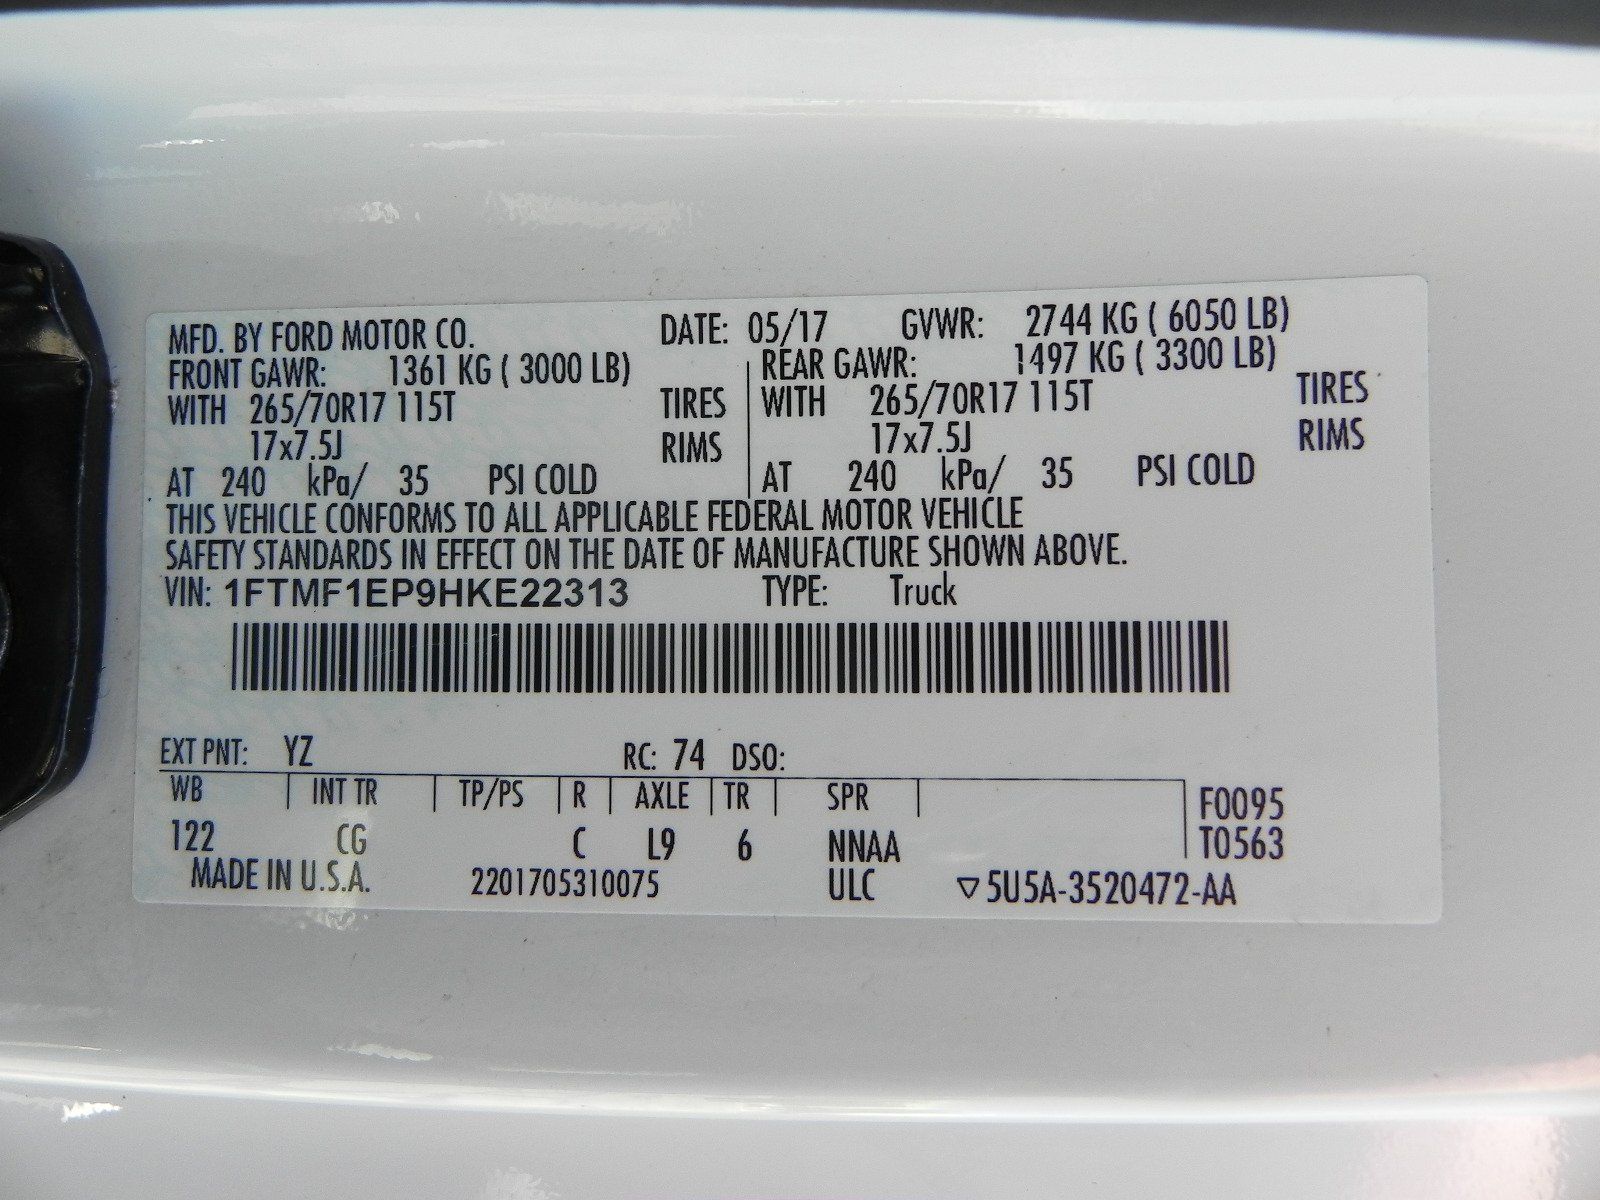 MFD. BY FORD MOTOR CO. DATE: 05/17 GVWR: 2744 KG ( 6050 LB)
FRONT GAWR: 1361 KG ( 3000 LB) REAR GAWR: 1497 KG ( 3300 LB)
WITH 265/70R17 115T TIRES WITH 265/70R17 115T TIRES
17x7.5J RIMS 17x7.5J RIMS
AT 240 kPa/ 35 PSI COLD AT 240 kPa/ 35 PSI COLD
THIS VEHICLE CONFORMS TO ALL APPLICABLE FEDERAL MOTOR VEHICLE
SAFETY STANDARDS IN EFFECT ON THE DATE OF MANUFACTURE SHOWN ABOVE.
VIN: 1FTMF1EP9HKE22313 TYPE: Truck
EXT PNT: YZ RC: 74 DSO:
WB INT TR TP/PS R AXLE TR SPR F0095
122 CG C L9 6 NNAA T0563
MADE IN U.S.A. 2201705310075 ULC ▽5U5A-3520472-AA